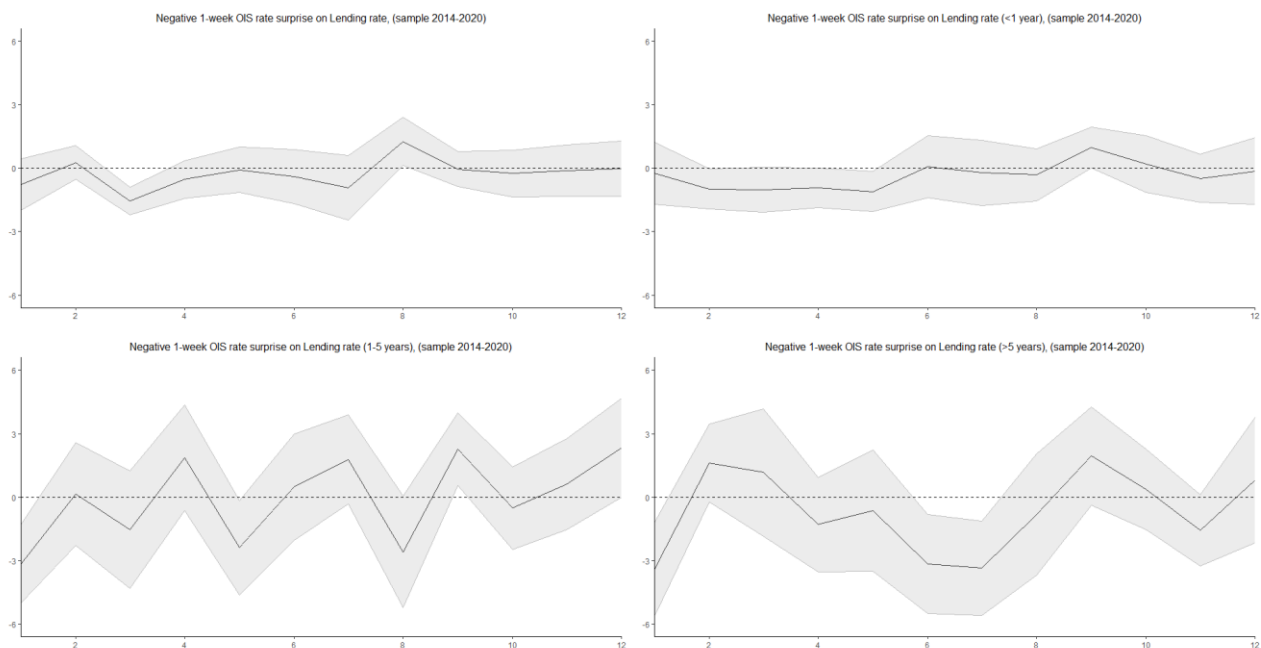 Negative 1-week OIS rate surprise on Lending rate, (sample 2014-2020)
6
3
0
-3
-6
2 4 6 8 10 12
Negative 1-week OIS rate surprise on Lending rate (<1 year), (sample 2014-2020)
6
3
0
-3
-6
2 4 6 8 10 12
Negative 1-week OIS rate surprise on Lending rate (1-5 years), (sample 2014-2020)
6
3
0
-3
-6
2 4 6 8 10 12
Negative 1-week OIS rate surprise on Lending rate (>5 years), (sample 2014-2020)
6
3
0
-3
-6
2 4 6 8 10 12